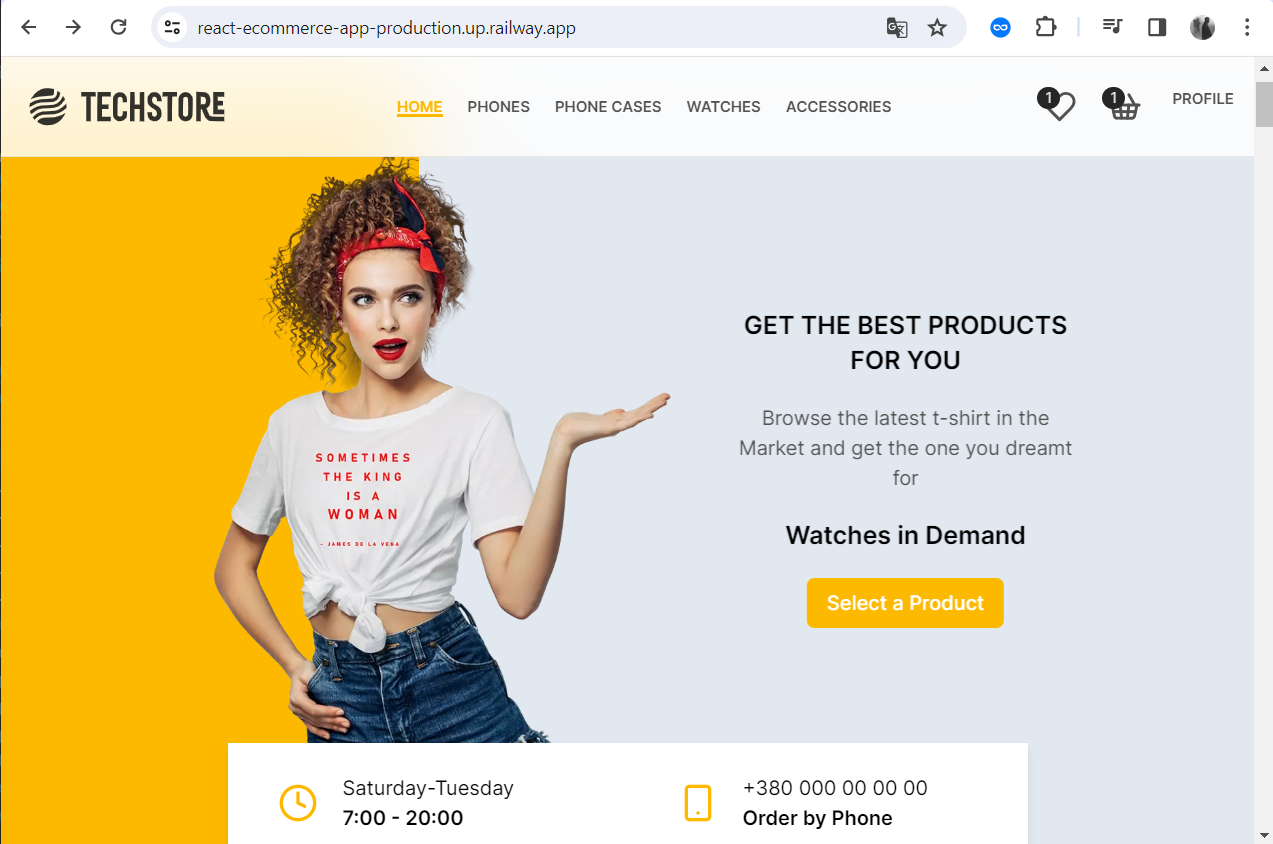 react-ecommerce-app-production.up.railway.app
TECHSTORE
HOME PHONES PHONE CASES WATCHES ACCESSORIES
1
1
PROFILE
GET THE BEST PRODUCTS
FOR YOU
Browse the latest t-shirt in the
Market and get the one you dreamt
for
Watches in Demand
Select a Product
SOMETIMES
THE KING
IS A
WOMAN
- JAMES DE LA VEGA
Saturday-Tuesday
7:00 - 20:00
+380 000 00 00 00
Order by Phone